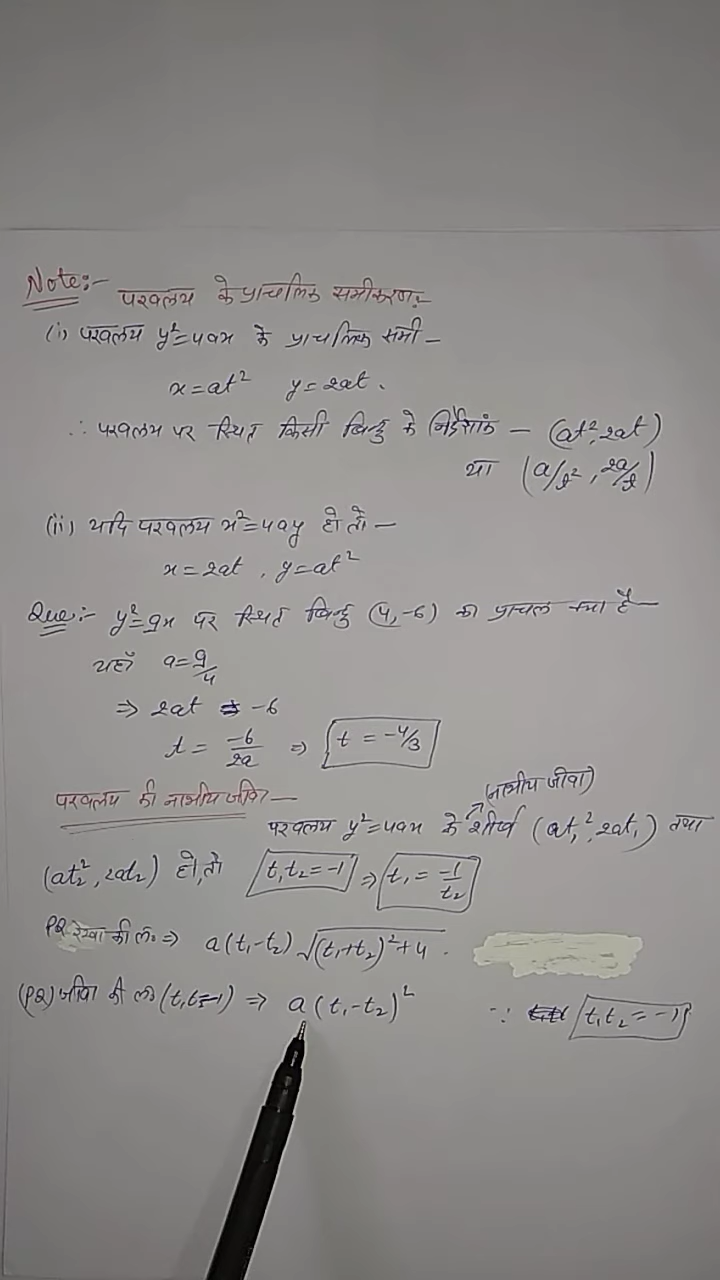 Note:-
परवलय के प्राचलिक समीकरण:-
(i) परवलय y²=4ax के प्राचलिक समी -
x=at² y=2at.
∴ परवलय पर स्थित किसी बिन्दु के निर्देशांक - (at², 2at)
या (a/t², 2a/t)
(ii) यदि परवलय x²=4ay हो तो -
x=2at, y=at²
Que:- y²=9x पर स्थित बिन्दु (4,-6) का प्राचल क्या है -
यहाँ a=9/4
⇒ 2at = -6
t = -6/2a ⇒ t = -4/3
परवलय की नाभीय जीवा -
(नाभीय जीवा)
परवलय y²=4ax के शीर्ष (at₁², 2at₁) तथा
(at₂², 2at₂) हो, तो t₁t₂=-1 ⇒ t₁ = -1/t₂
PQ रेखा की ल० ⇒ a(t₁-t₂) √(t₁+t₂)²+4 .
(PQ) जीवा की ल० (t₁t₂=-1) ⇒ a(t₁-t₂)² ∵ t₁t₂=-1